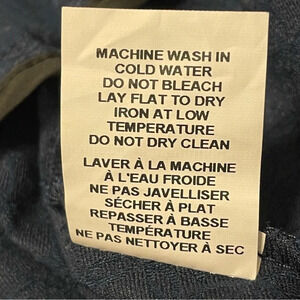 MACHINE WASH IN
COLD WATER
DO NOT BLEACH
LAY FLAT TO DRY
IRON AT LOW
TEMPERATURE
DO NOT DRY CLEAN
LAVER À LA MACHINE
À L'EAU FROIDE
NE PAS JAVELLISER
SÉCHER À PLAT
REPASSER À BASSE
TEMPÉRATURE
NE PAS NETTOYER À SEC